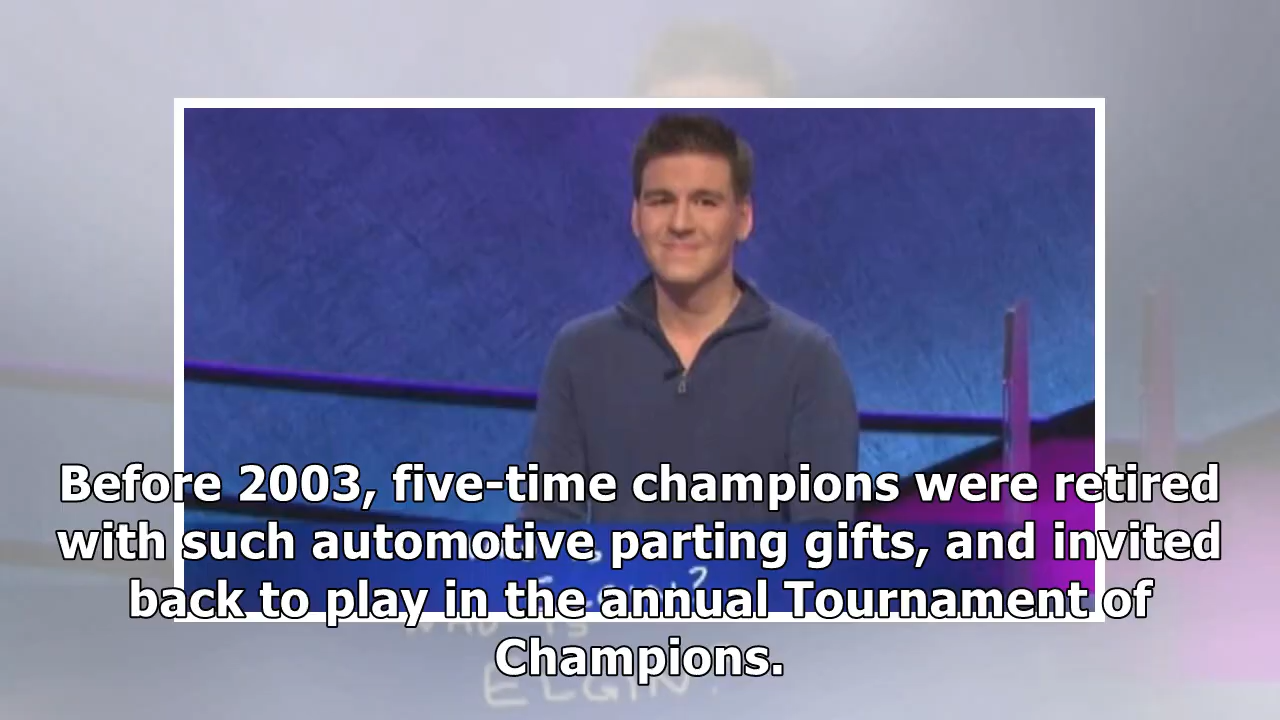 Before 2003, five-time champions were retired
with such automotive parting gifts, and invited
back to play in the annual Tournament of
Champions.
ELGIN?